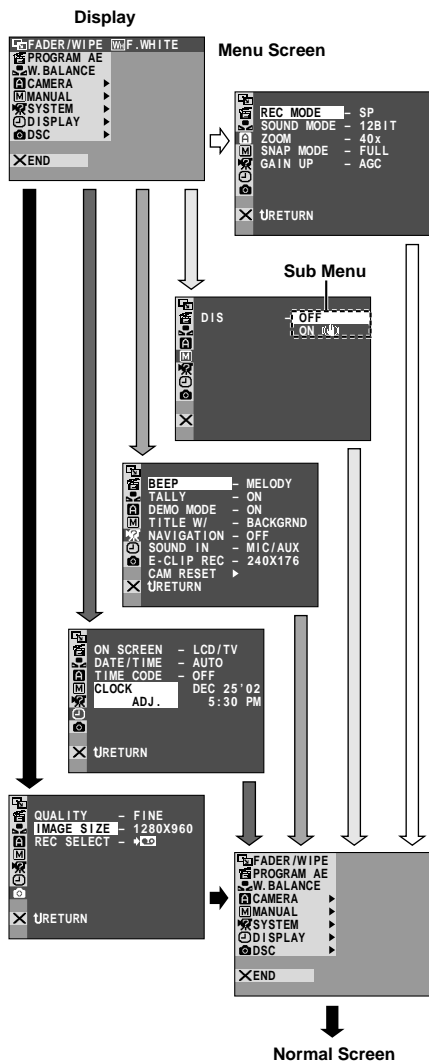 Display
FADER/WIPE WH F.WHITE
PROGRAM AE
W.BALANCE
A CAMERA
M MANUAL
SYSTEM
DISPLAY
DSC
END
Menu Screen
REC MODE – SP
SOUND MODE – 12BIT
A ZOOM – 40x
M SNAP MODE – FULL
GAIN UP – AGC
RETURN
Sub Menu
DIS – OFF
A ON
M
BEEP – MELODY
TALLY – ON
A DEMO MODE – ON
M TITLE W/ – BACKGRND
NAVIGATION – OFF
SOUND IN – MIC/AUX
E-CLIP REC – 240X176
CAM RESET
RETURN
ON SCREEN – LCD/TV
DATE/TIME – AUTO
A TIME CODE – OFF
M CLOCK DEC 25'02
ADJ. 5:30 PM
RETURN
QUALITY – FINE
IMAGE SIZE – 1280X960
A REC SELECT –
M
RETURN
FADER/WIPE
PROGRAM AE
W.BALANCE
A CAMERA
M MANUAL
SYSTEM
DISPLAY
DSC
END
Normal Screen